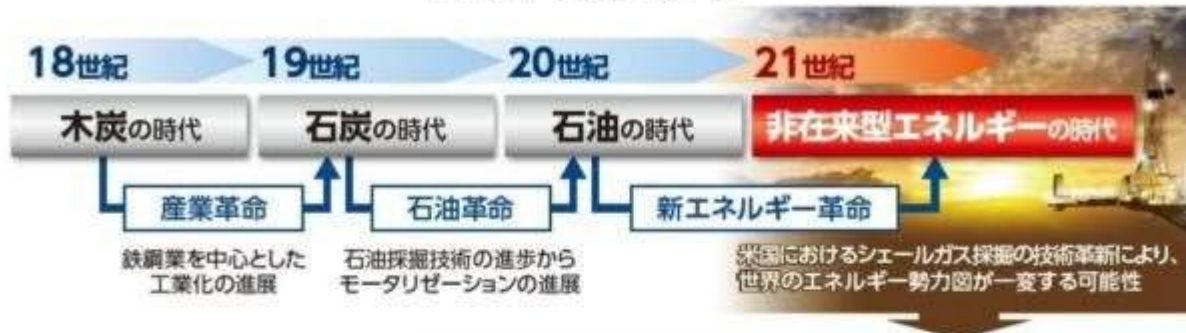 18世紀
19世紀
20世紀
21世紀
木炭の時代
石炭の時代
石油の時代
非在来型エネルギーの時代
産業革命
石油革命
新エネルギー革命
鉄鋼業を中心とした
工業化の進展
石油採掘技術の進歩から
モータリゼーションの進展
米国におけるシェールガス採掘の技術革新により、
世界のエネルギー勢力図が一変する可能性